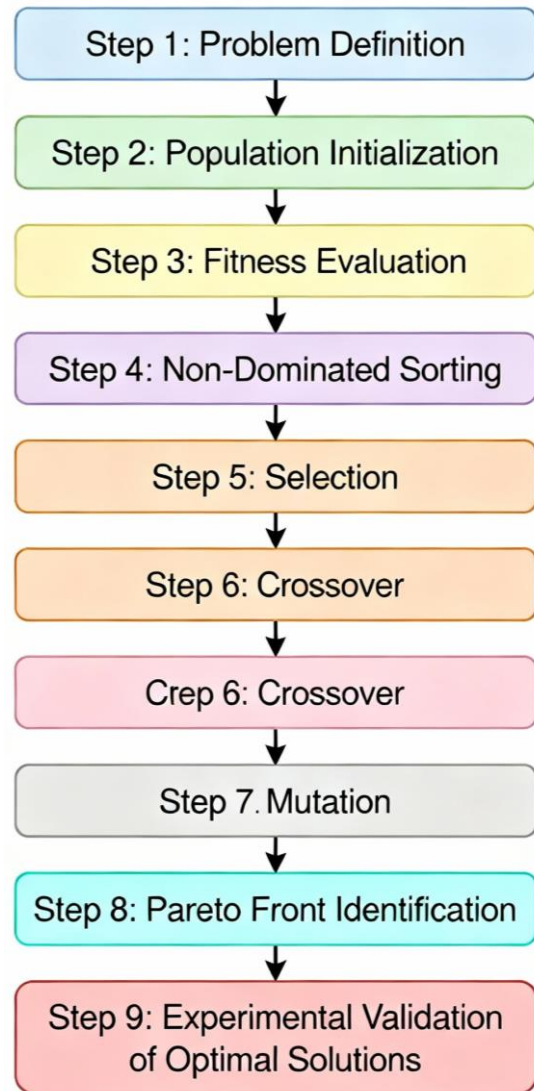 Step 1: Problem Definition
Step 2: Population Initialization
Step 3: Fitness Evaluation
Step 4: Non-Dominated Sorting
Step 5: Selection
Step 6: Crossover
Crep 6: Crossover
Step 7. Mutation
Step 8: Pareto Front Identification
Step 9: Experimental Validation
of Optimal Solutions